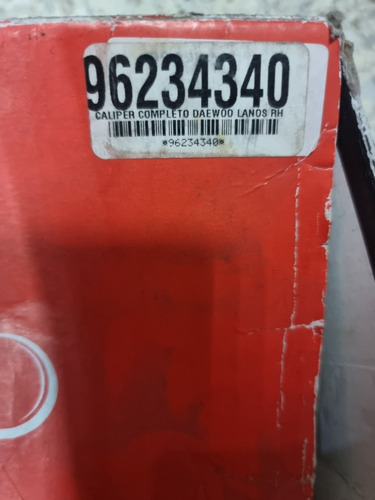 96234340
CALIPER COMPLETO DAEWOO LANOS RH
*96234340*